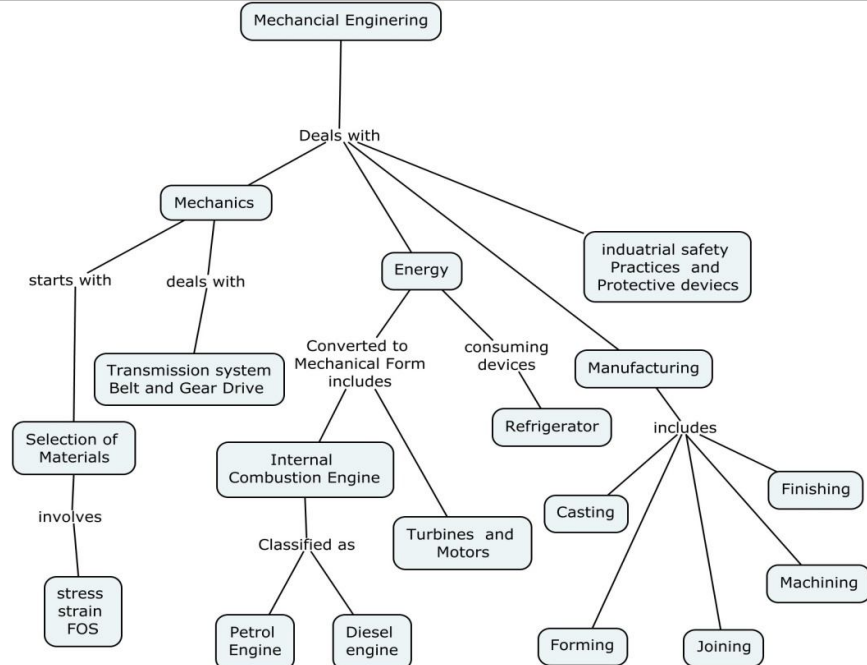 Mechancial Enginering
Deals with
Mechanics
induatrial safety
Practices and
Protective deviecs
Energy
starts with
deals with
Converted to
Mechanical Form
includes
consuming
devices
Transmission system
Belt and Gear Drive
Manufacturing
Selection of
Materials
Refrigerator
includes
Internal
Combustion Engine
Finishing
Casting
involves
Turbines and
Motors
Classified as
Machining
stress
strain
FOS
Petrol
Engine
Diesel
engine
Forming
Joining